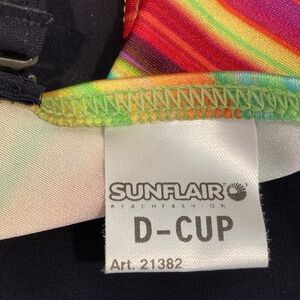 SUNFLAIR
BEACHFASHION
D-CUP
Art. 21382